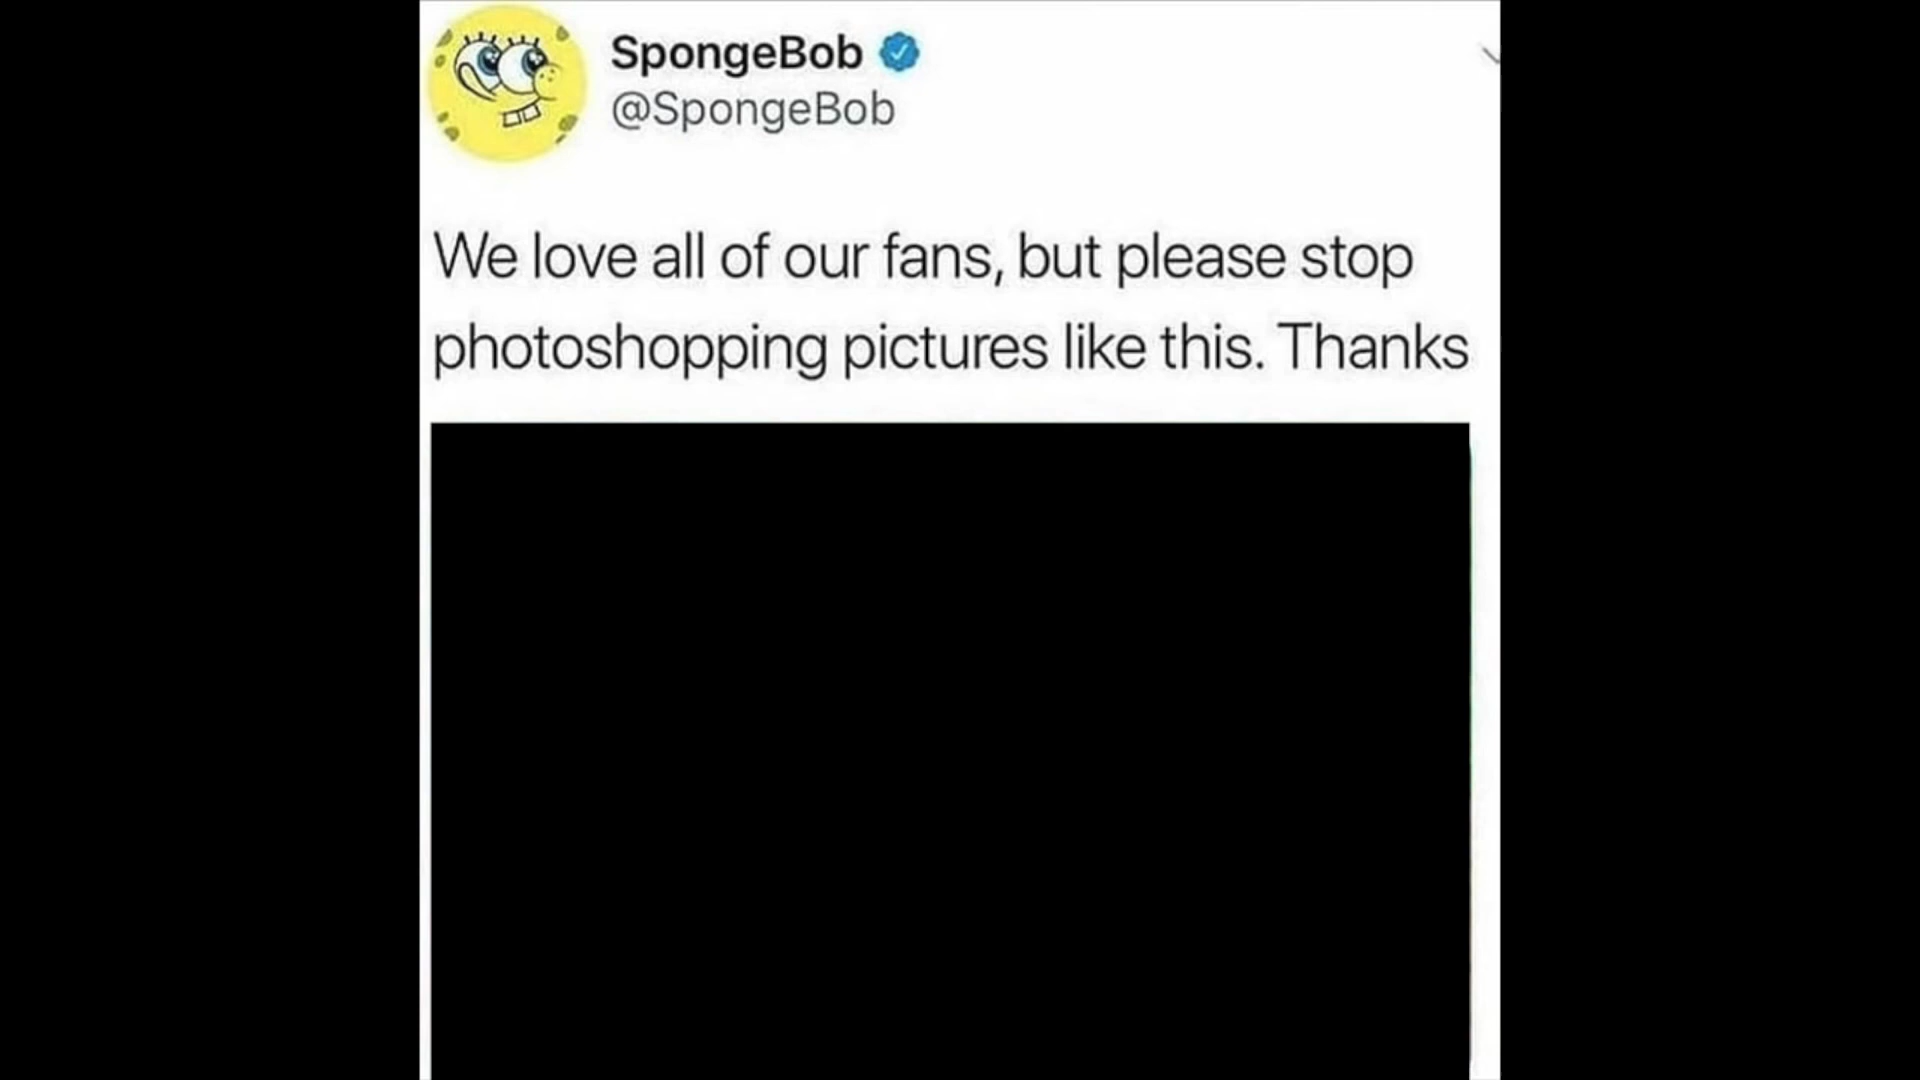 SpongeBob
@SpongeBob
We love all of our fans, but please stop
photoshopping pictures like this. Thanks